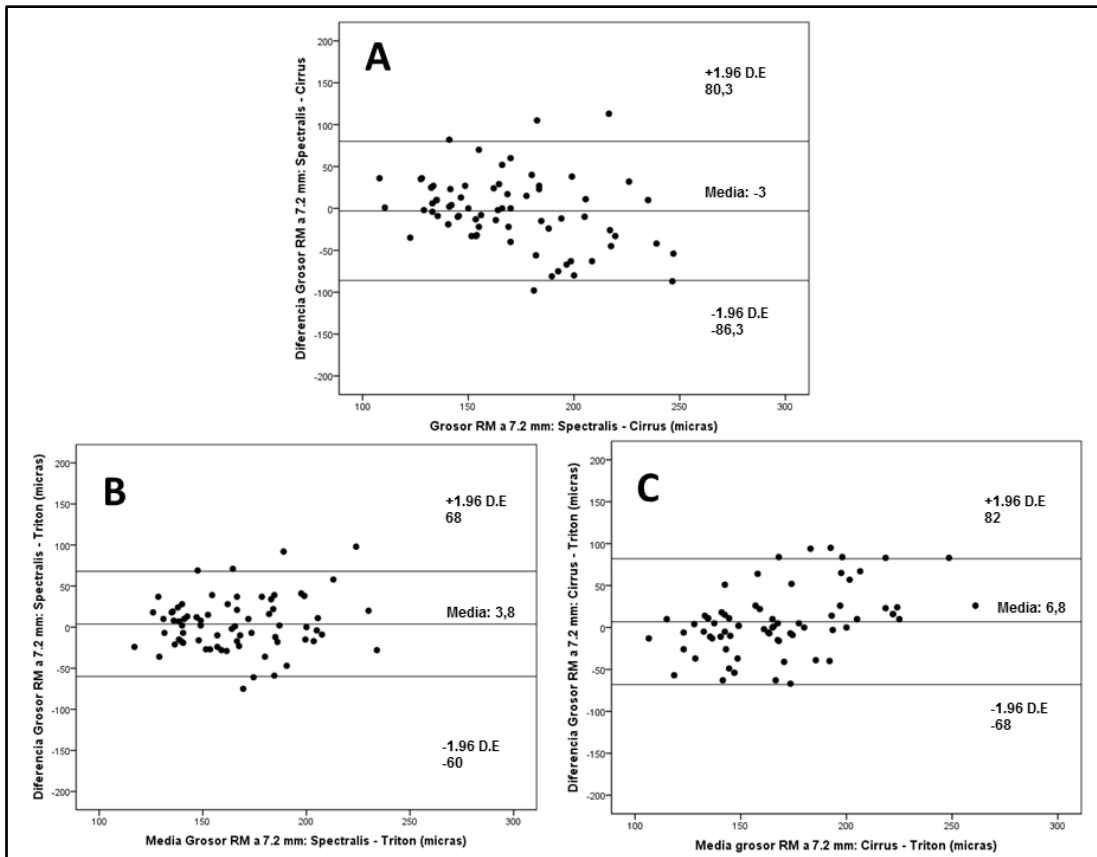 A
Diferencia Grosor RM a 7.2 mm: Spectralis - Cirrus
200
150
100
50
0
-50
-100
-150
-200
+1.96 D.E
80,3
Media: -3
-1.96 D.E
-86,3
100 150 200 250 300
Grosor RM a 7.2 mm: Spectralis - Cirrus (micras)
B
Diferencia Grosor RM a 7.2 mm: Spectralis - Triton (micras)
200
150
100
50
0
-50
-100
-150
-200
+1.96 D.E
68
Media: 3,8
-1.96 D.E
-60
100 150 200 250 300
Media Grosor RM a 7.2 mm: Spectralis - Triton (micras)
C
Diferencia Grosor RM a 7.2 mm: Cirrus - Triton (micras)
200
150
100
50
0
-50
-100
-150
-200
+1.96 D.E
82
Media: 6,8
-1.96 D.E
-68
100 150 200 250 300
Media grosor RM a 7.2 mm: Cirrus - Triton (micras)